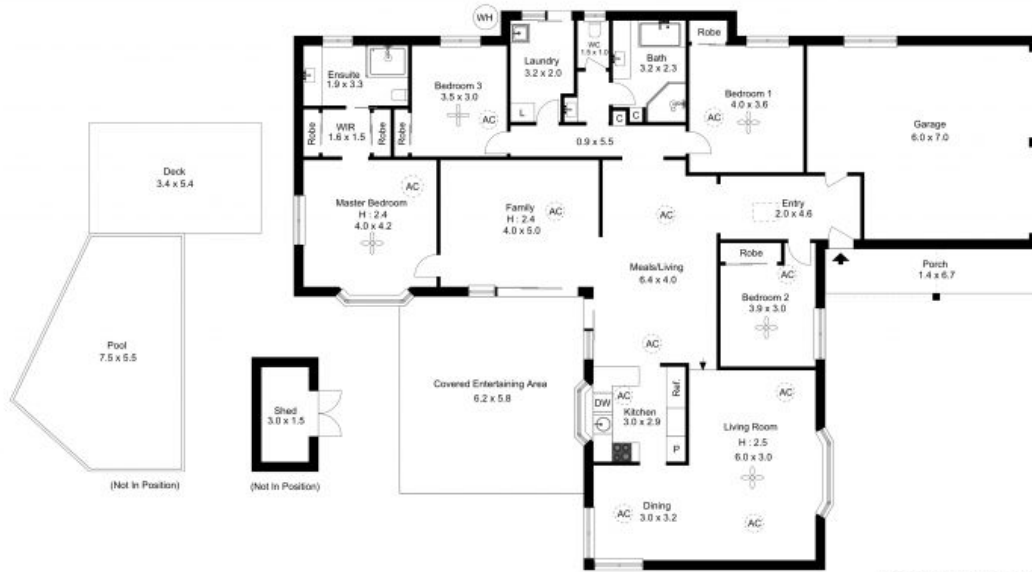 WH
Ensuite
1.9 x 3.3
Bedroom 3
3.5 x 3.0
AC
Laundry
3.2 x 2.0
L
WC
1.5 x 1.0
Bath
3.2 x 2.3
C
C
Robe
Bedroom 1
4.0 x 3.6
AC
Garage
6.0 x 7.0
Robe
WIR
1.6 x 1.5
Robe
Robe
0.9 x 5.5
Deck
3.4 x 5.4
Master Bedroom
H : 2.4
4.0 x 4.2
AC
Family
H : 2.4
4.0 x 5.0
AC
AC
Meals/Living
6.4 x 4.0
AC
Entry
2.0 x 4.6
Robe
AC
Bedroom 2
3.9 x 3.0
Porch
1.4 x 6.7
Pool
7.5 x 5.5
(Not In Position)
Shed
3.0 x 1.5
(Not In Position)
Covered Entertaining Area
6.2 x 5.8
DW
AC
Kitchen
3.0 x 2.9
Ref.
P
AC
Living Room
H : 2.5
6.0 x 3.0
AC
Dining
3.0 x 3.2
AC